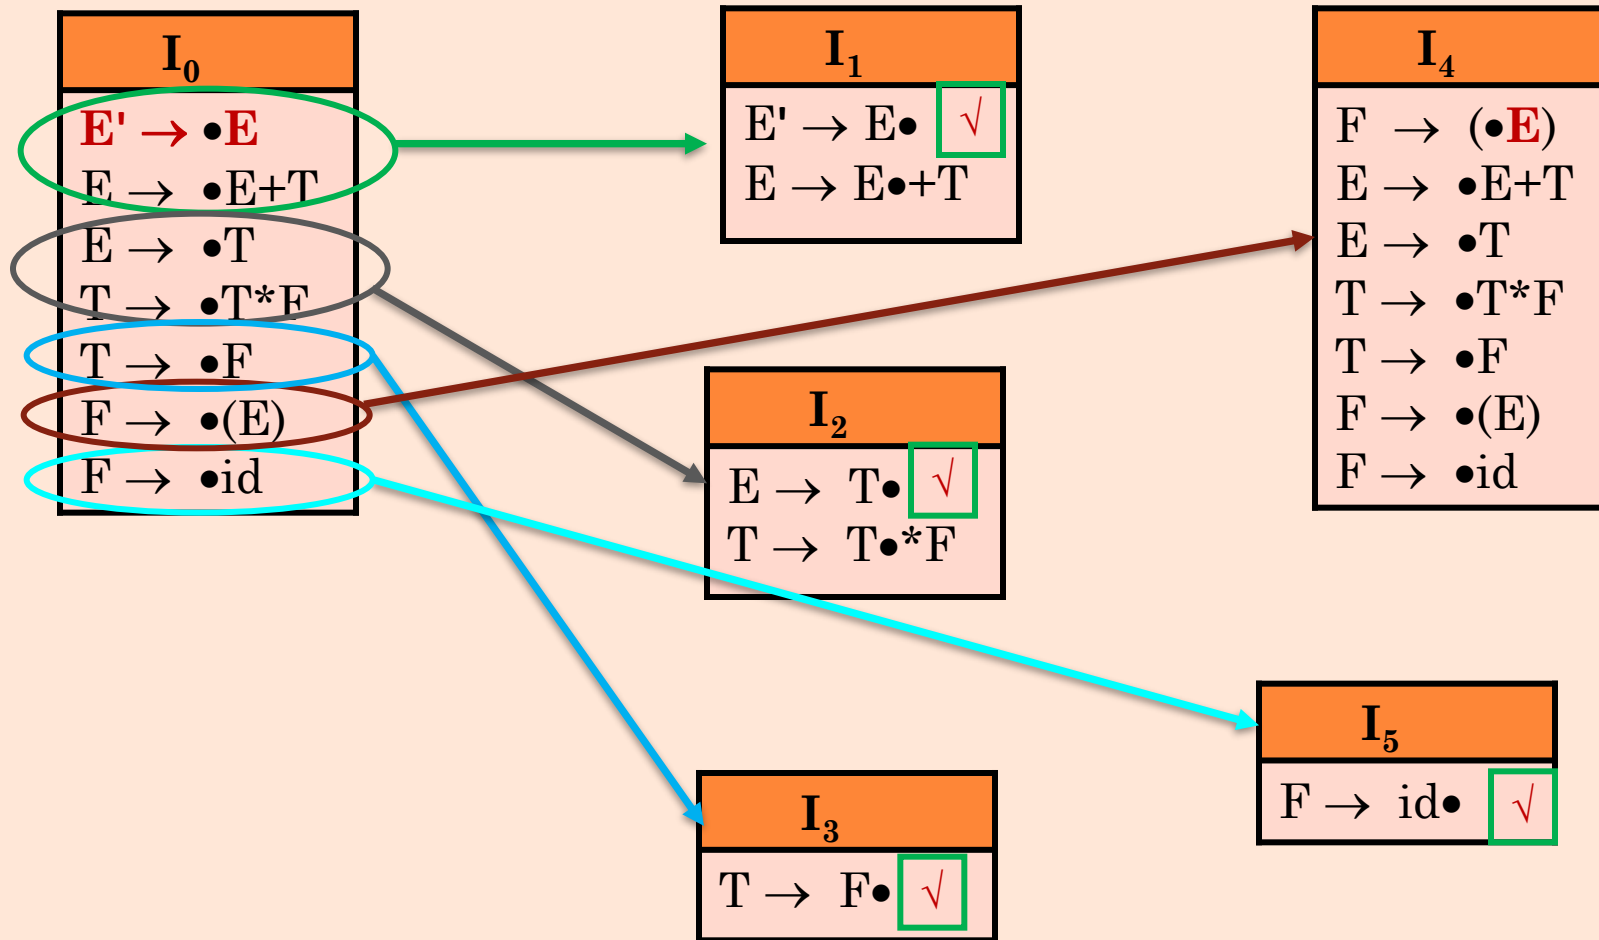 I₀
E' → •E
E → •E+T
E → •T
T → •T*F
T → •F
F → •(E)
F → •id
I₁
E' → E• √
E → E•+T
I₂
E → T• √
T → T•*F
I₃
T → F• √
I₄
F → (•E)
E → •E+T
E → •T
T → •T*F
T → •F
F → •(E)
F → •id
I₅
F → id• √